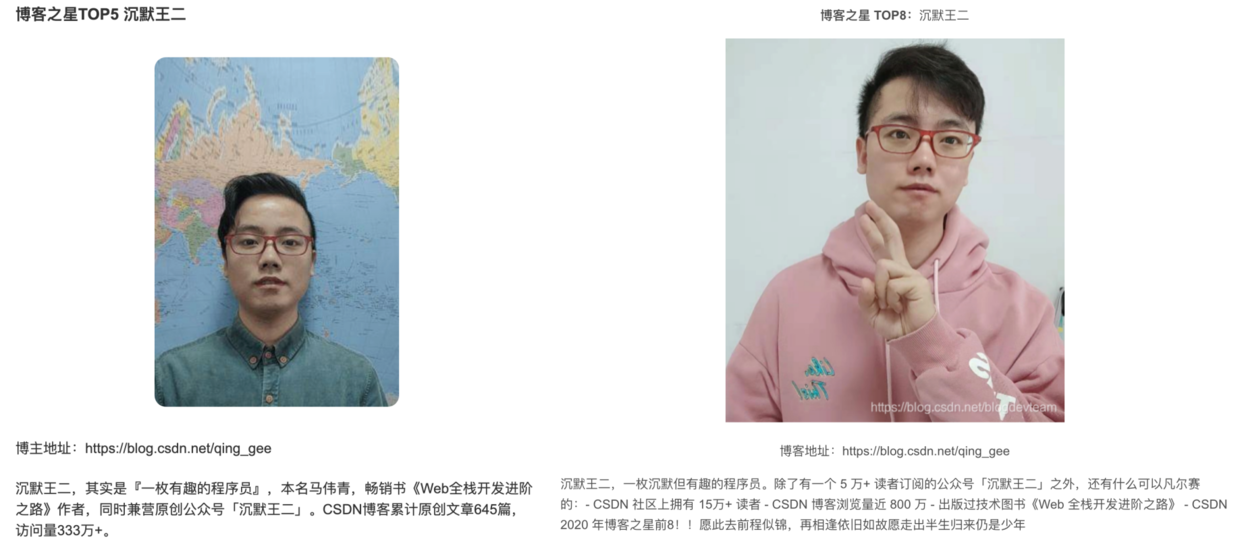 博客之星TOP5 沉默王二
博主地址：https://blog.csdn.net/qing_gee
沉默王二，其实是『一枚有趣的程序员』，本名马伟青，畅销书《Web全栈开发进阶
之路》作者，同时兼营原创公众号「沉默王二」。CSDN博客累计原创文章645篇，
访问量333万+。
博客之星 TOP8：沉默王二
https://blog.csdn.net/blogdevteam
博客地址：https://blog.csdn.net/qing_gee
沉默王二，一枚沉默但有趣的程序员。除了有一个 5 万+ 读者订阅的公众号「沉默王二」之外，还有什么可以凡尔赛
的：- CSDN 社区上拥有 15万+ 读者 - CSDN 博客浏览量近 800 万 - 出版过技术图书《Web 全栈开发进阶之路》 - CSDN
2020 年博客之星前8！！愿此去前程似锦，再相逢依旧如故愿走出半生归来仍是少年